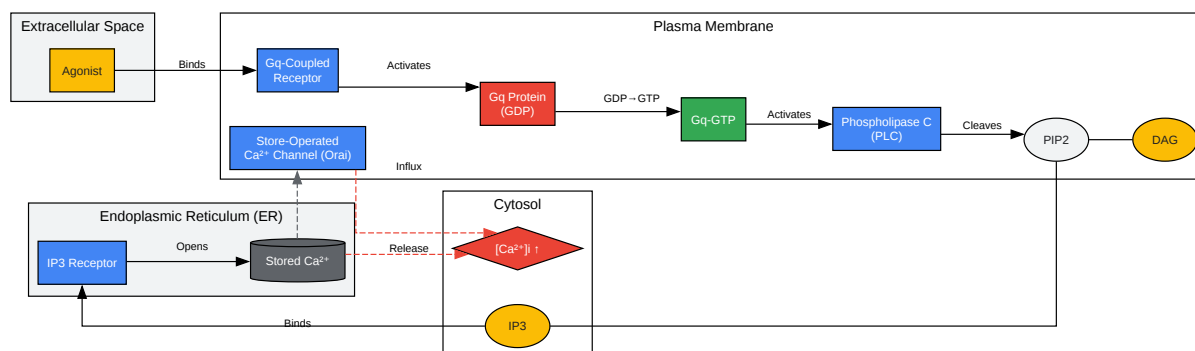 Extracellular Space
Plasma Membrane
Agonist
Binds
Gq-Coupled
Receptor
Activates
Gq Protein
(GDP)
GDP→GTP
Gq-GTP
Activates
Phospholipase C
(PLC)
Cleaves
PIP2
DAG
Store-Operated
Ca²⁺ Channel (Orai)
Influx
Endoplasmic Reticulum (ER)
Cytosol
IP3 Receptor
Opens
Stored Ca²⁺
Release
[Ca²⁺]i ↑
Binds
IP3